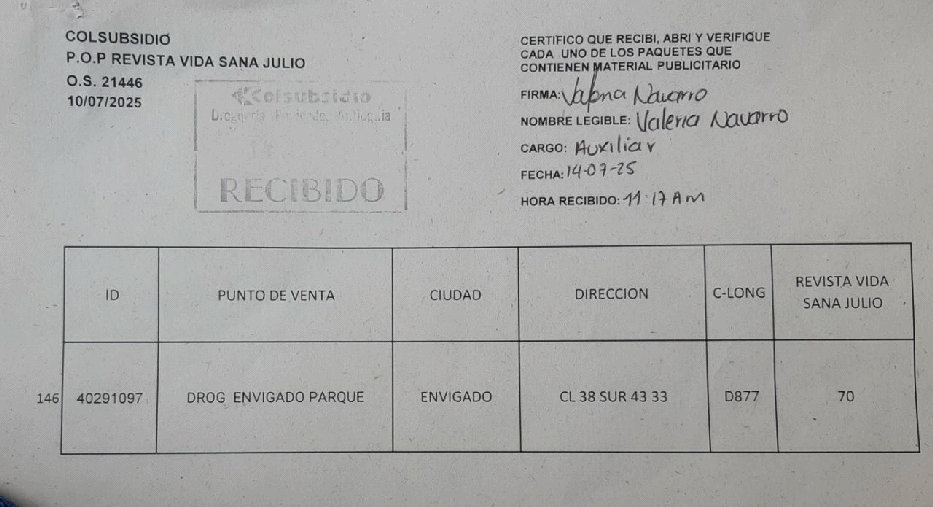 COLSUBSIDIO
P.O.P REVISTA VIDA SANA JULIO
O.S. 21446
10/07/2025
Colsubsidio
RECIBIDO
CERTIFICO QUE RECIBI, ABRI Y VERIFIQUE
CADA UNO DE LOS PAQUETES QUE
CONTIENEN MATERIAL PUBLICITARIO
FIRMA: Valeria Navarro
NOMBRE LEGIBLE: Valeria Navarro
CARGO: Auxiliar
FECHA: 14-07-25
HORA RECIBIDO: 11:17 Am
ID PUNTO DE VENTA CIUDAD DIRECCION C-LONG REVISTA VIDA
SANA JULIO
146 40291097 DROG ENVIGADO PARQUE ENVIGADO CL 38 SUR 43 33 D877 70